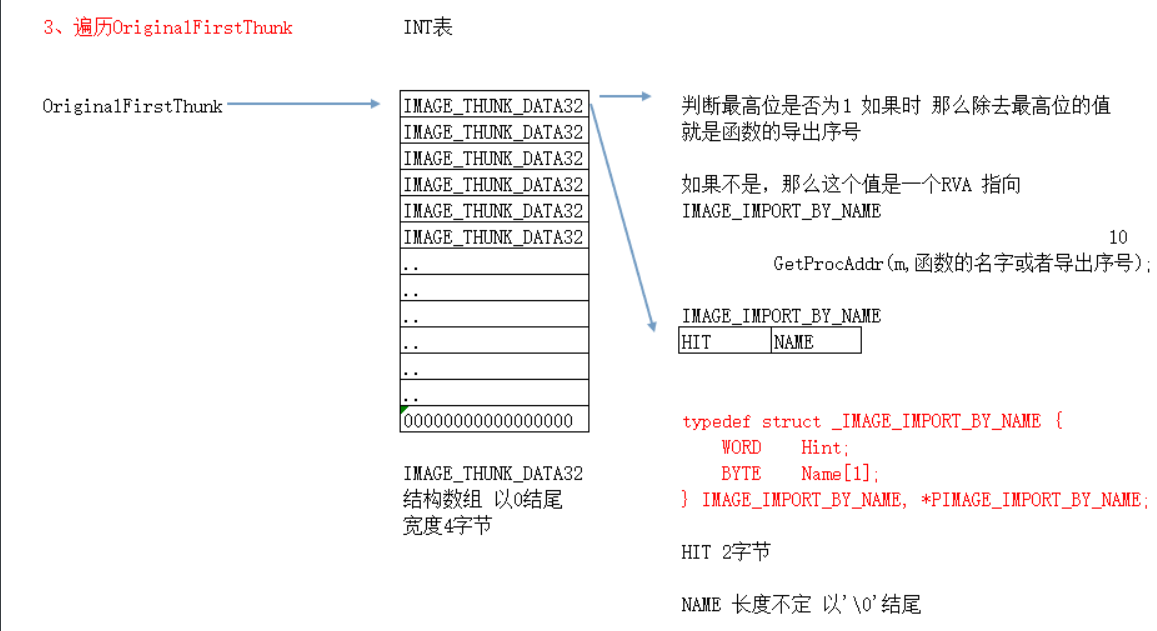 3、遍历OriginalFirstThunk
INT表
OriginalFirstThunk
IMAGE_THUNK_DATA32
IMAGE_THUNK_DATA32
IMAGE_THUNK_DATA32
IMAGE_THUNK_DATA32
IMAGE_THUNK_DATA32
IMAGE_THUNK_DATA32
..
..
..
..
..
..
00000000000000000
IMAGE_THUNK_DATA32
结构数组 以0结尾
宽度4字节
判断最高位是否为1 如果时 那么除去最高位的值
就是函数的导出序号
如果不是，那么这个值是一个RVA 指向
IMAGE_IMPORT_BY_NAME
10
GetProcAddr(m,函数的名字或者导出序号);
IMAGE_IMPORT_BY_NAME
HIT NAME
typedef struct _IMAGE_IMPORT_BY_NAME {
WORD Hint;
BYTE Name[1];
} IMAGE_IMPORT_BY_NAME, *PIMAGE_IMPORT_BY_NAME;
HIT 2字节
NAME 长度不定 以'\0'结尾